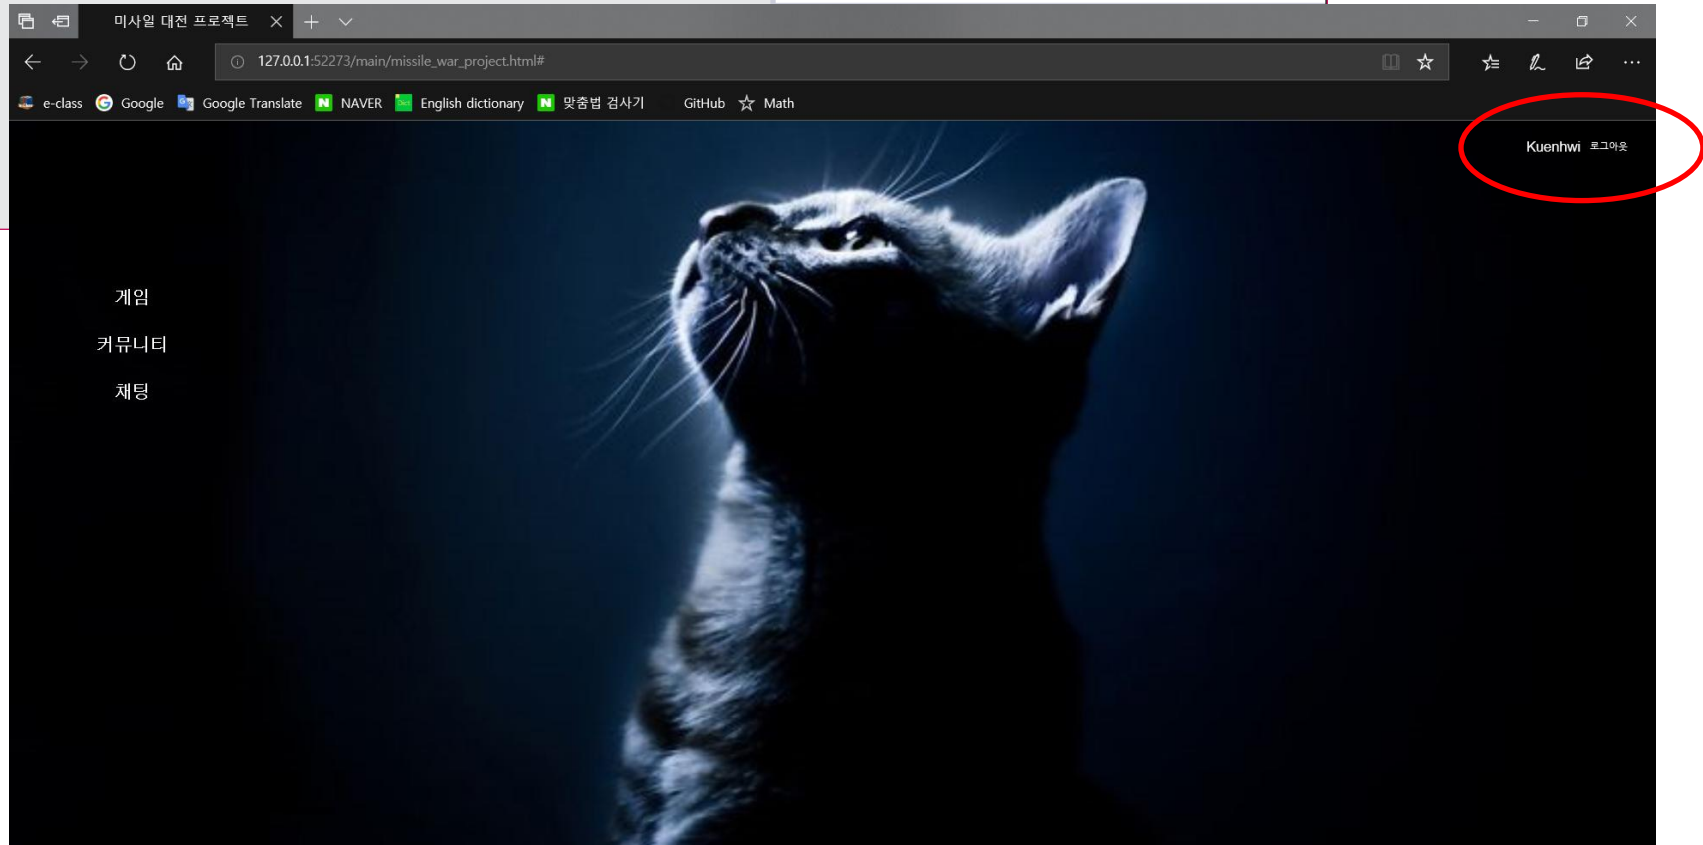 미사일 대전 프로젝트
127.0.0.1:52273/main/missile_war_project.html#
e-class Google Google Translate NAVER English dictionary 맞춤법 검사기 GitHub Math
Kuenhwi 로그아웃
게임
커뮤니티
채팅